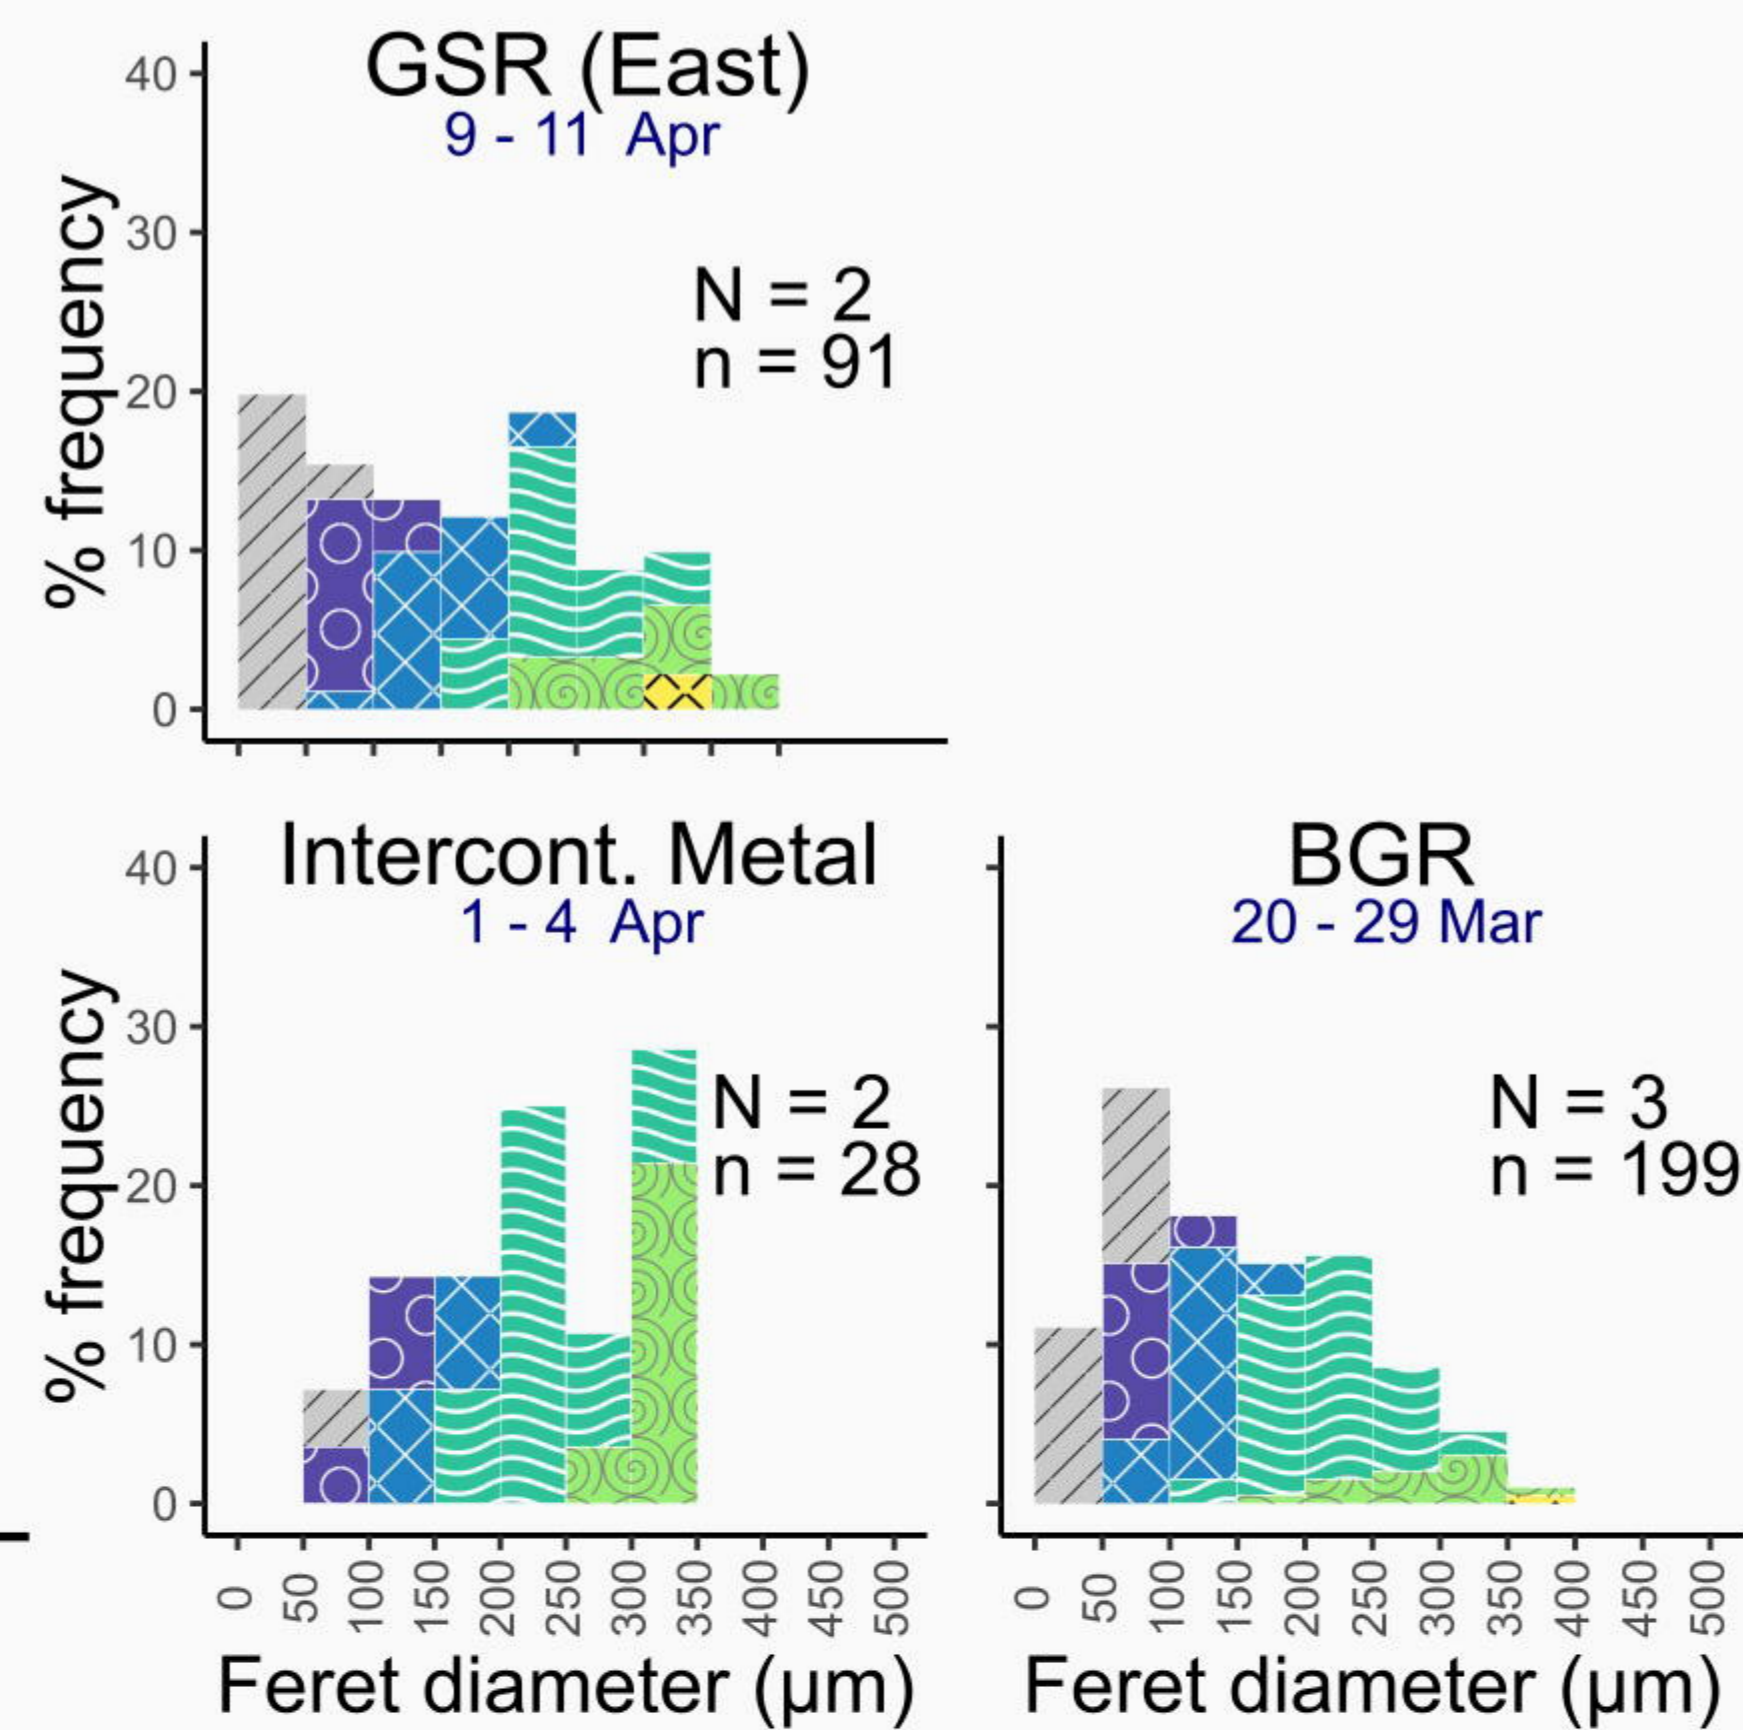 GSR (East)
9 - 11 Apr
% frequency
40
30
20
10
0
N = 2
n = 91
Intercont. Metal
1 - 4 Apr
% frequency
40
30
20
10
0
N = 2
n = 28
0 50 100 150 200 250 300 350 400 450 500
Feret diameter (µm)
BGR
20 - 29 Mar
N = 3
n = 199
0 50 100 150 200 250 300 350 400 450 500
Feret diameter (µm)